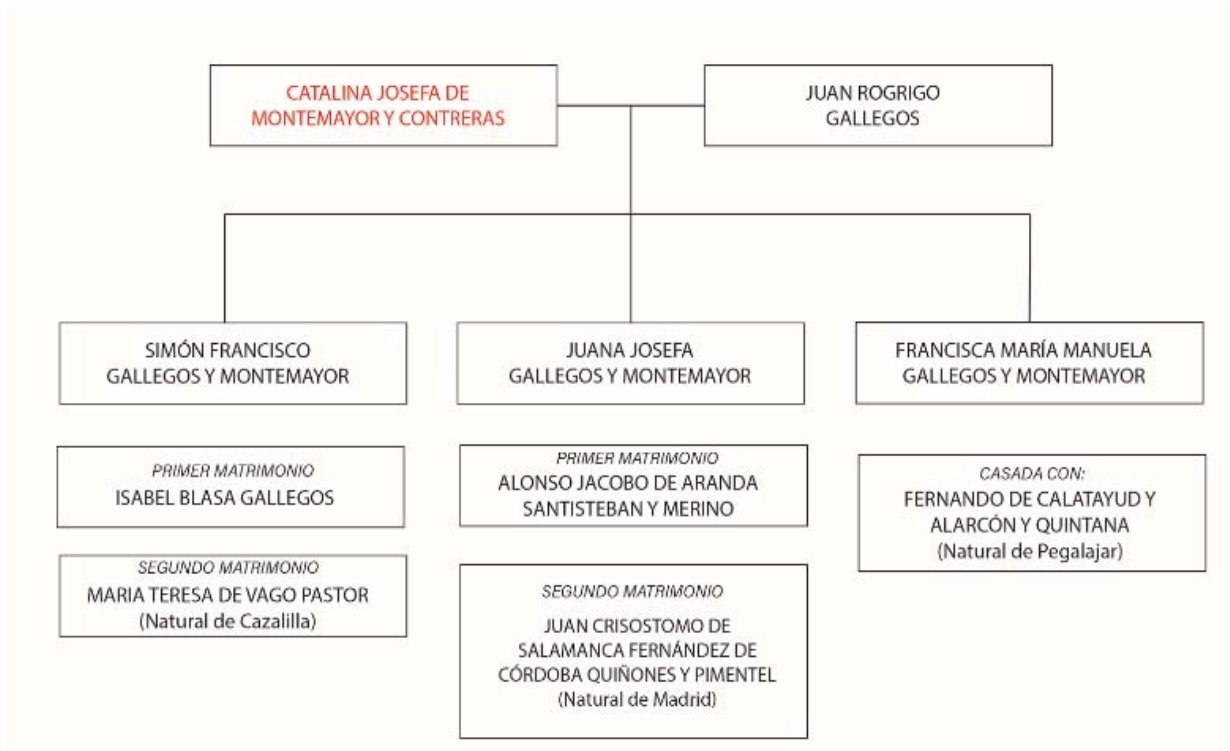 CATALINA JOSEFA DE
MONTEMAYOR Y CONTRERAS
JUAN ROGRIGO
GALLEGOS
SIMÓN FRANCISCO
GALLEGOS Y MONTEMAYOR
JUANA JOSEFA
GALLEGOS Y MONTEMAYOR
FRANCISCA MARÍA MANUELA
GALLEGOS Y MONTEMAYOR
PRIMER MATRIMONIO
ISABEL BLASA GALLEGOS
SEGUNDO MATRIMONIO
MARIA TERESA DE VAGO PASTOR
(Natural de Cazalilla)
PRIMER MATRIMONIO
ALONSO JACOBO DE ARANDA
SANTISTEBAN Y MERINO
SEGUNDO MATRIMONIO
JUAN CRISOSTOMO DE
SALAMANCA FERNÁNDEZ DE
CÓRDOBA QUIÑONES Y PIMENTEL
(Natural de Madrid)
CASADA CON:
FERNANDO DE CALATAYUD Y
ALARCÓN Y QUINTANA
(Natural de Pegalajar)